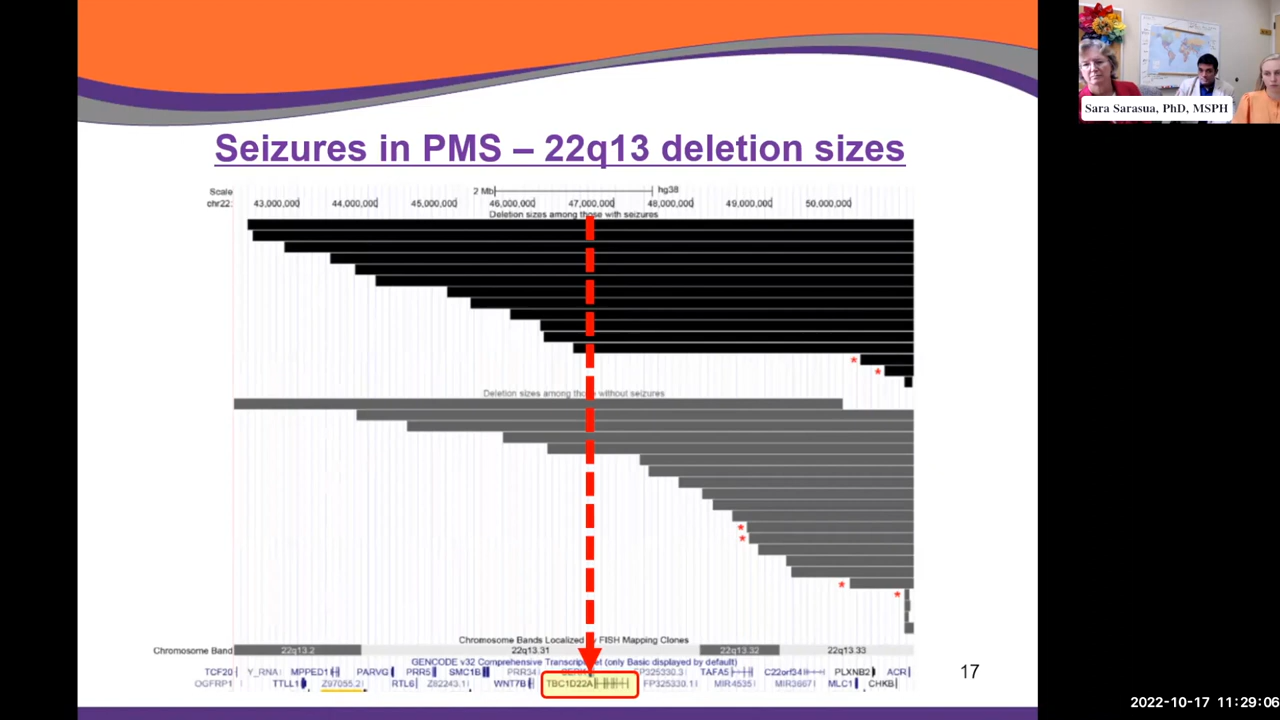 Sara Sarasua, PhD, MSPH
Seizures in PMS – 22q13 deletion sizes
Scale 2 Mb hg38
chr22: 43,000,000 44,000,000 45,000,000 46,000,000 47,000,000 48,000,000 49,000,000 50,000,000
Deletion sizes among those with seizures
*
*
Deletion sizes among those without seizures
*
*
*
*
Chromosome Bands Localized by FISH Mapping Clones
Chromosome Band 22q13.2 22q13.31 22q13.32 22q13.33
GENCODE v32 Comprehensive Transcript Set (only Basic displayed by default)
TCF20 Y_RNA MPPED1 PARVG PRR5 SMC1B PRR34 EP325330.3 TAFA5 C22orf34 PLXNB2 ACR
OGFRP1 TTLL1 Z97055.2 RTL6 Z82243.1 WNT7B TBC1D22A FP325330.1 MIR4535 MIR3667 MLC1 CHKB
17
2022-10-17 11:29:06